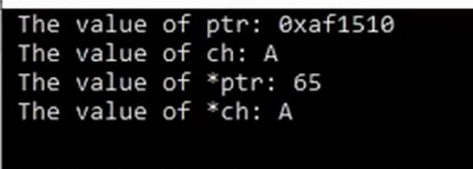 The value of ptr: 0xaf1510
The value of ch: A
The value of *ptr: 65
The value of *ch: A